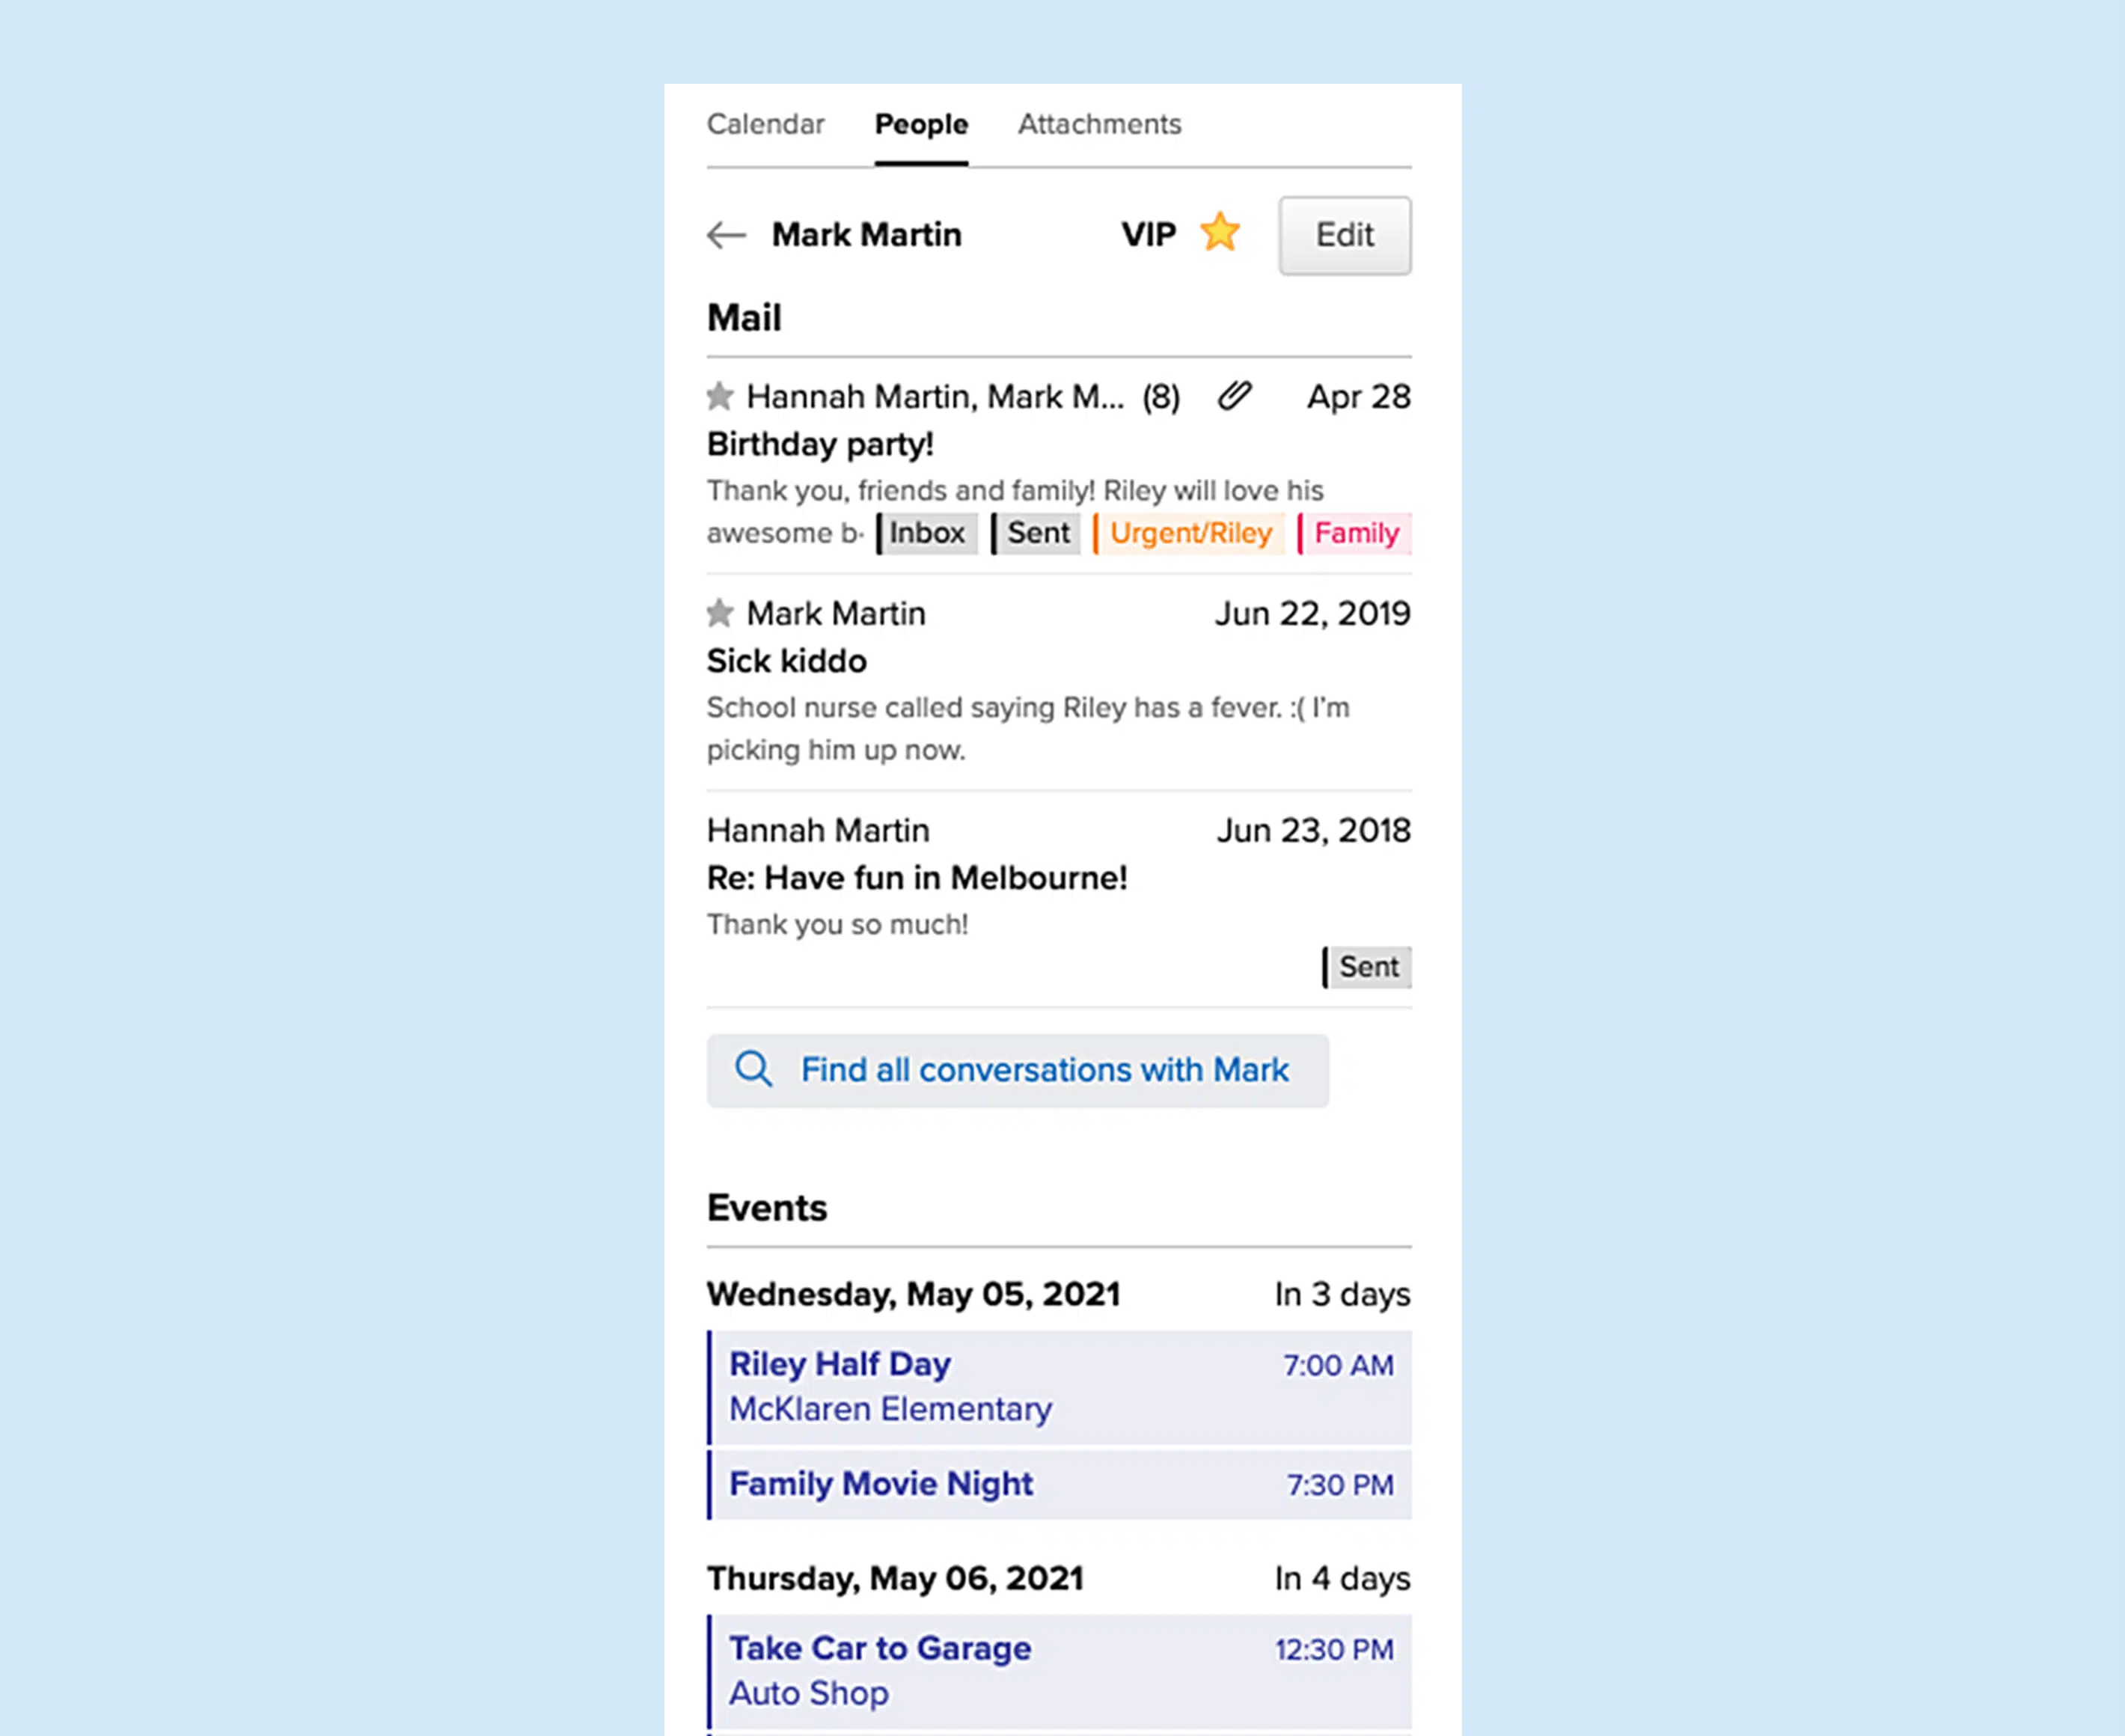 Calendar People Attachments
Mark Martin VIP Edit
Mail
Hannah Martin, Mark M... (8) Apr 28
Birthday party!
Thank you, friends and family! Riley will love his
awesome b Inbox Sent Urgent/Riley Family
Mark Martin Jun 22, 2019
Sick kiddo
School nurse called saying Riley has a fever. :( I'm
picking him up now.
Hannah Martin Jun 23, 2018
Re: Have fun in Melbourne!
Thank you so much!
Sent
Find all conversations with Mark
Events
Wednesday, May 05, 2021 In 3 days
Riley Half Day 7:00 AM
McKlaren Elementary
Family Movie Night 7:30 PM
Thursday, May 06, 2021 In 4 days
Take Car to Garage 12:30 PM
Auto Shop